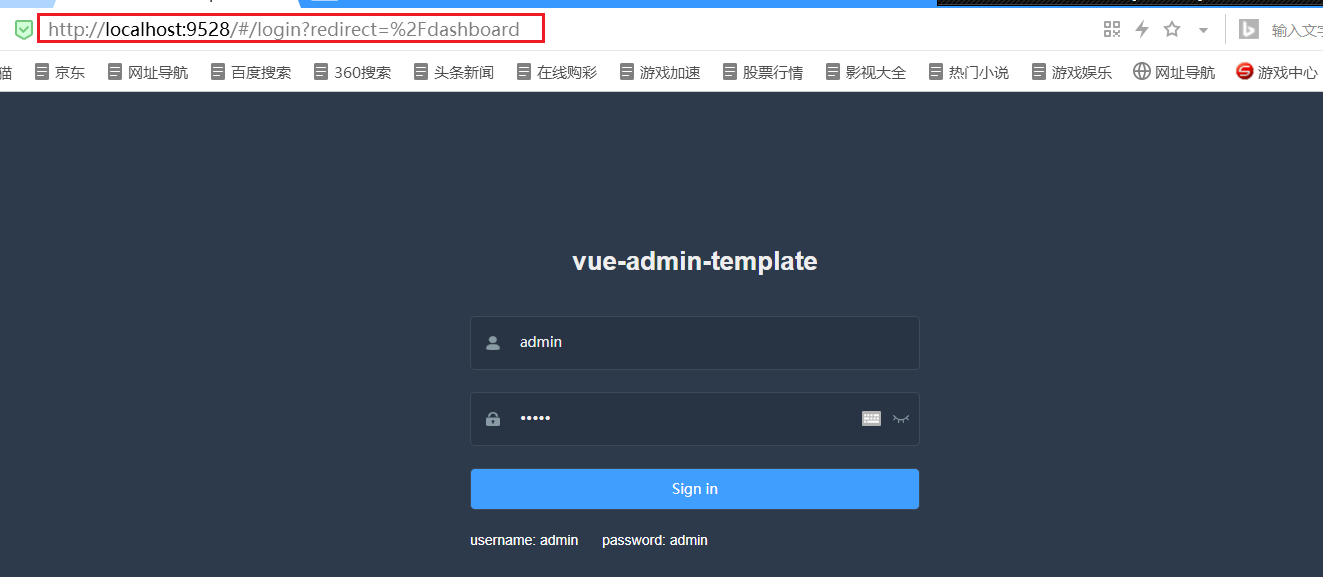 http://localhost:9528/#/login?redirect=%2Fdashboard 输入文字
猫 京东 网址导航 百度搜索 360搜索 头条新闻 在线购彩 游戏加速 股票行情 影视大全 热门小说 游戏娱乐 网址导航 游戏中心
vue-admin-template
admin
•••••
Sign in
username: admin password: admin